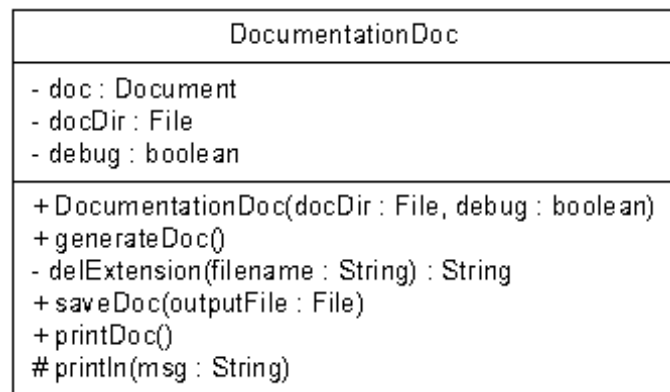 DocumentationDoc
- doc : Document
- docDir : File
- debug : boolean
+ DocumentationDoc(docDir : File, debug : boolean)
+ generateDoc()
- delExtension(filename : String) : String
+ saveDoc(outputFile : File)
+ printDoc()
# println(msg : String)